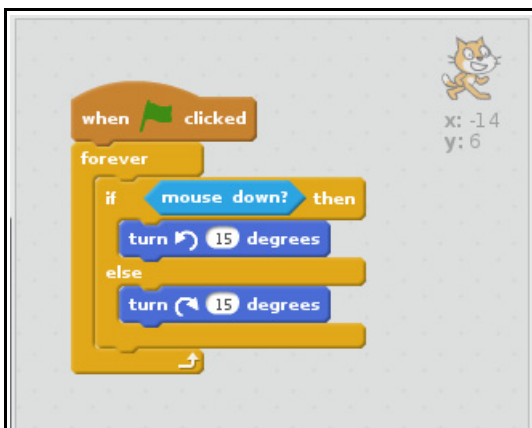 when clicked
x: -14
y: 6
forever
if mouse down? then
turn 15 degrees
else
turn 15 degrees